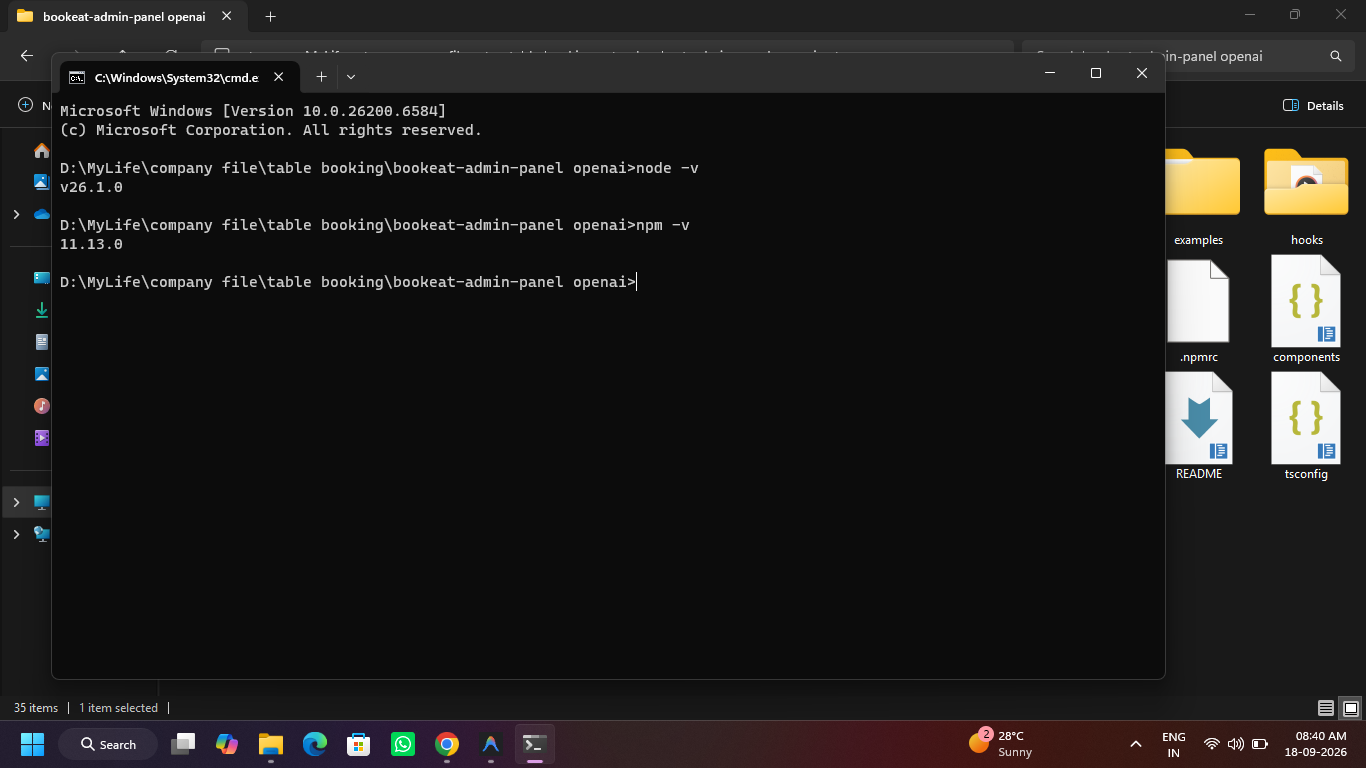 bookeat-admin-panel openai
min-panel openai
C:\Windows\System32\cmd.e
Details
Microsoft Windows [Version 10.0.26200.6584]
(c) Microsoft Corporation. All rights reserved.
D:\MyLife\company file\table booking\bookeat-admin-panel openai>node -v
v26.1.0
D:\MyLife\company file\table booking\bookeat-admin-panel openai>npm -v
11.13.0
D:\MyLife\company file\table booking\bookeat-admin-panel openai>
examples
hooks
.npmrc
components
README
tsconfig
35 items
1 item selected
Search
2
28°C
Sunny
ENG
IN
08:40 AM
18-09-2026